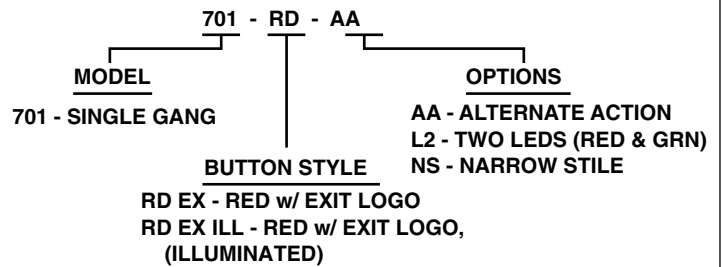 701 - RD - AA
MODEL
701 - SINGLE GANG
BUTTON STYLE
RD EX - RED w/ EXIT LOGO
RD EX ILL - RED w/ EXIT LOGO,
(ILLUMINATED)
OPTIONS
AA - ALTERNATE ACTION
L2 - TWO LEDS (RED & GRN)
NS - NARROW STILE